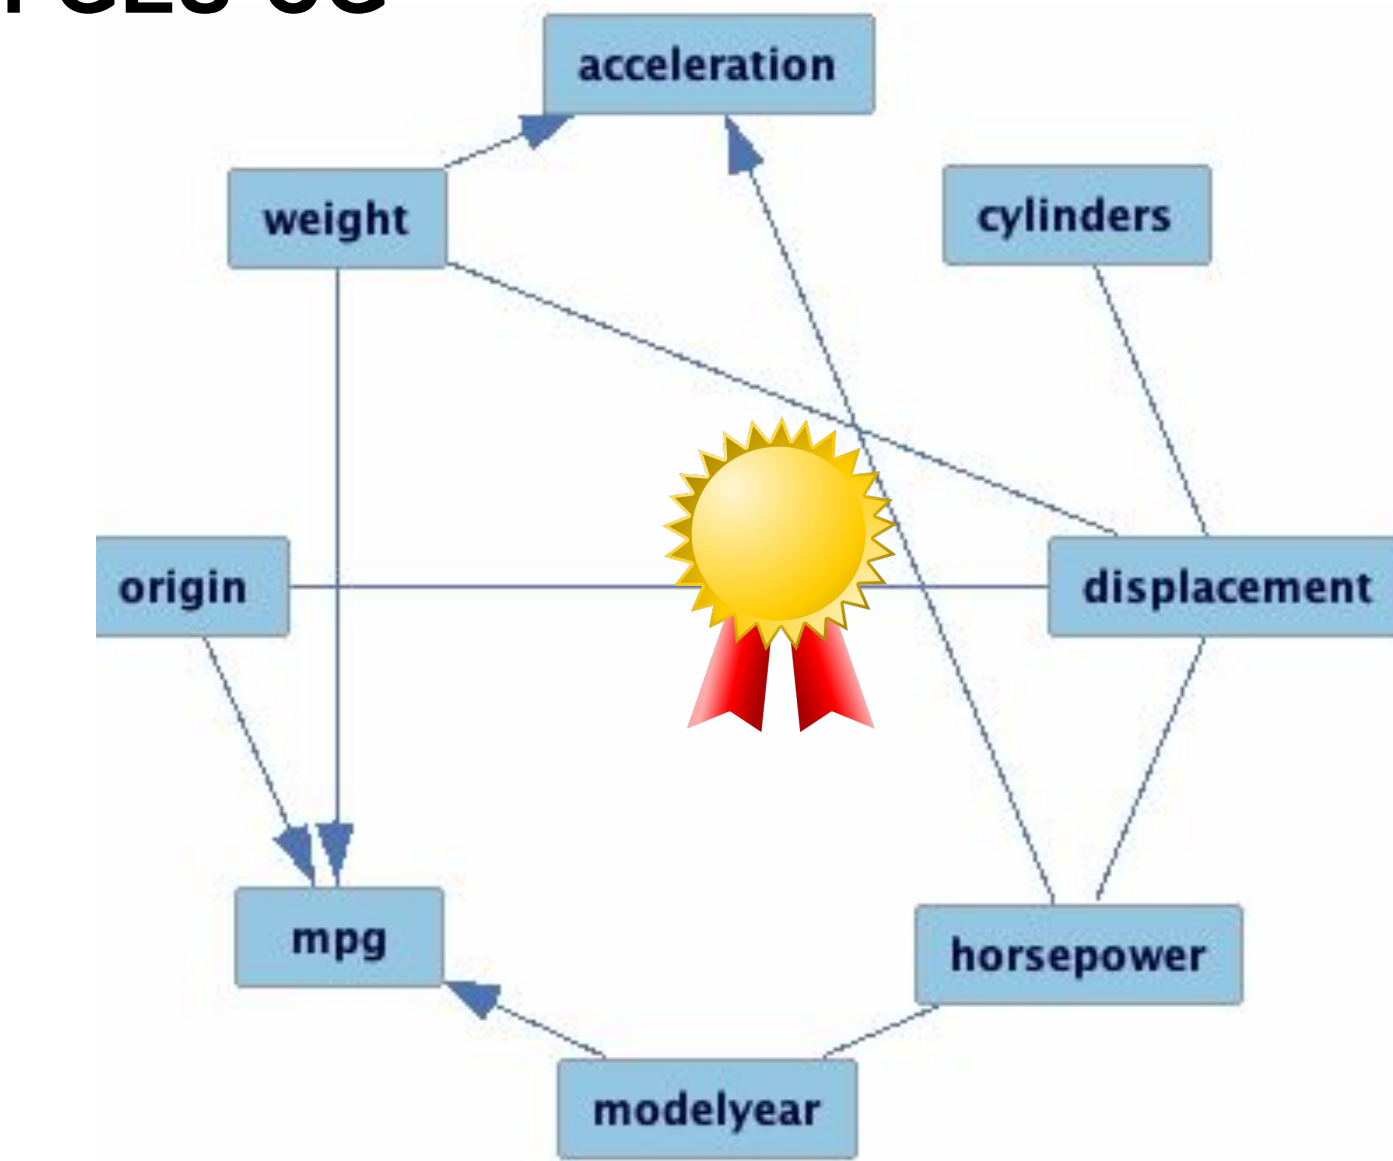 acceleration
weight
cylinders
origin
displacement
mpg
horsepower
modelyear